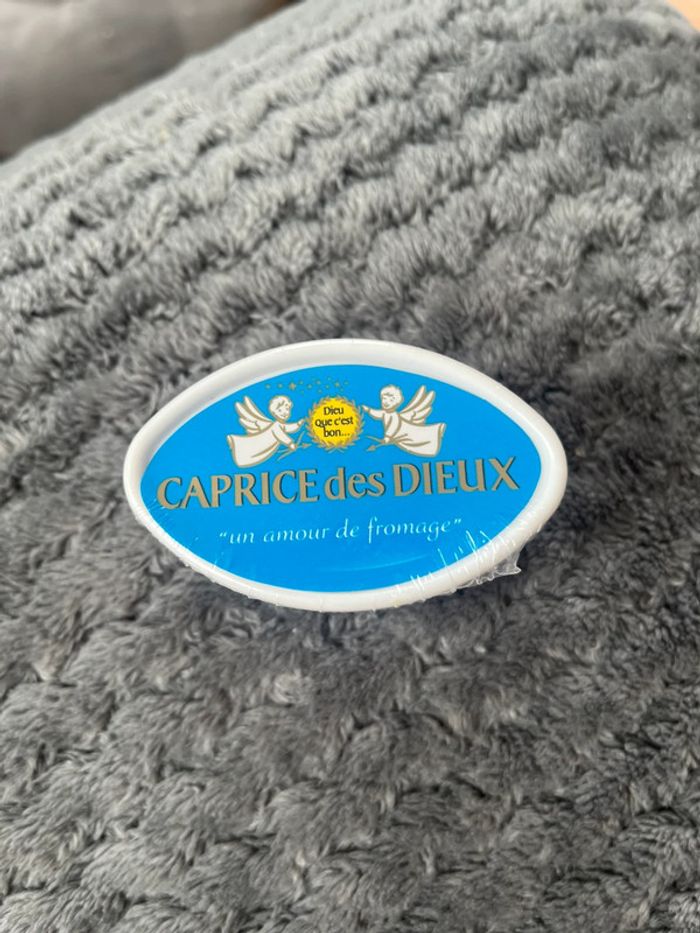 Dieu
que c'est
bon...
CAPRICE des DIEUX
"un amour de fromage"